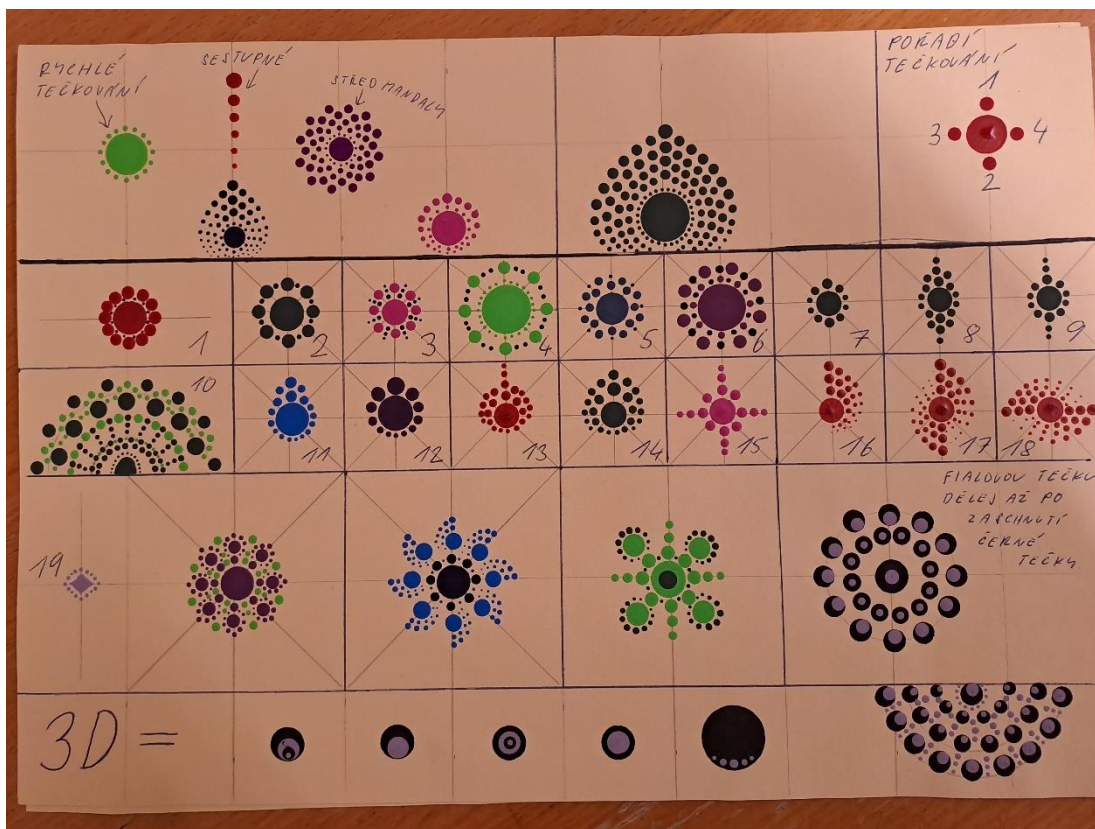 RYCHLÉ
TEČKOVÁNÍ
SESTUPNÉ
STŘED MANDALY
POŘADÍ
TEČKOVÁNÍ
1
3 4
2
1 2 3 4 5 6 7 8 9
10 11 12 13 14 15 16 17 18
19
FIALOVOU TEČKU
DĚLEJ AŽ PO
ZASCHNUTÍ
ČERNÉ
TEČKY
3D =